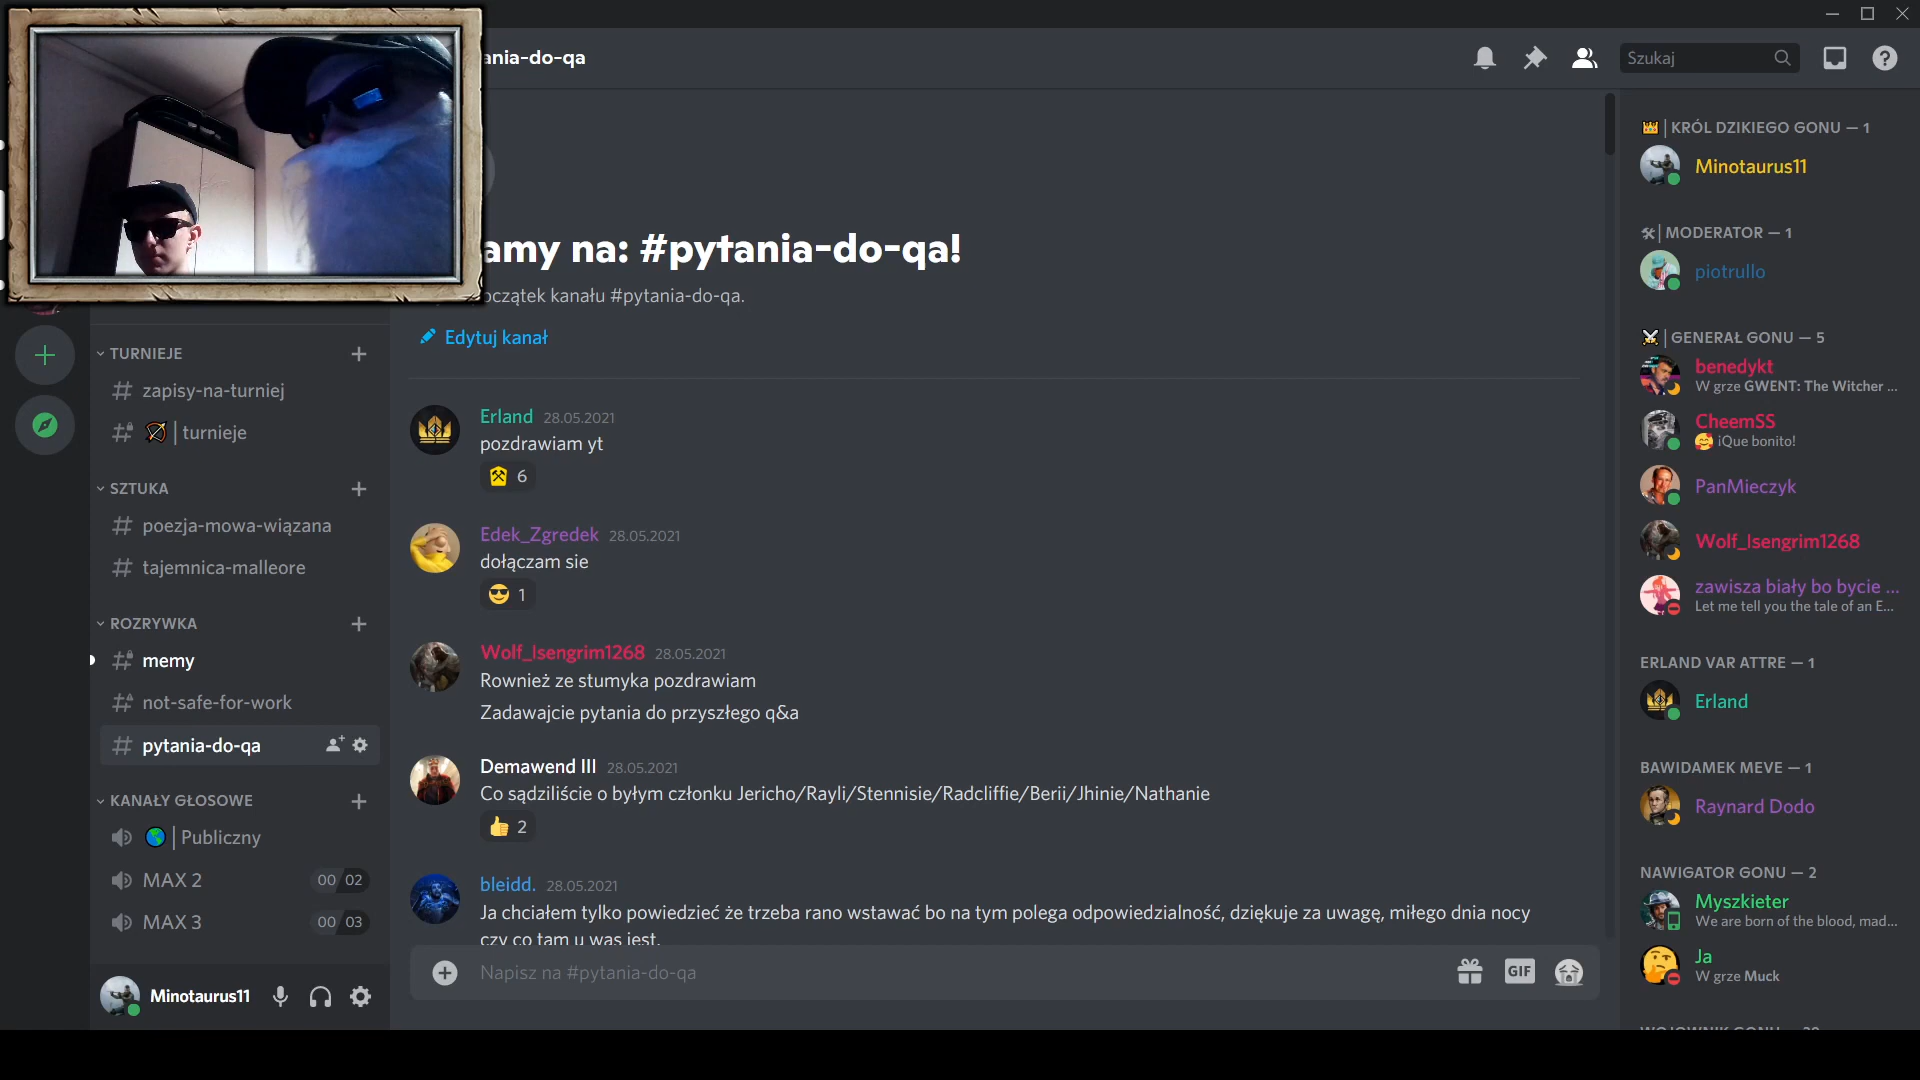 ania-do-qa
Szukaj
amy na: #pytania-do-qa!
oczątek kanału #pytania-do-qa.
Edytuj kanał
TURNIEJE
zapisy-na-turniej
| turnieje
SZTUKA
poezja-mowa-wiązana
tajemnica-malleore
ROZRYWKA
memy
not-safe-for-work
pytania-do-qa
KANAŁY GŁOSOWE
| Publiczny
MAX 2 00 02
MAX 3 00 03
Minotaurus11
Erland 28.05.2021
pozdrawiam yt
6
Edek_Zgredek 28.05.2021
dołączam sie
1
Wolf_Isengrim1268 28.05.2021
Rownież ze stumyka pozdrawiam
Zadawajcie pytania do przyszłego q&a
Demawend III 28.05.2021
Co sądziliście o byłym członku Jericho/Rayli/Stennisie/Radcliffie/Berii/Jhinie/Nathanie
2
bleidd. 28.05.2021
Ja chciałem tylko powiedzieć że trzeba rano wstawać bo na tym polega odpowiedzialność, dziękuje za uwagę, miłego dnia nocy
czy co tam u was jest.
Napisz na #pytania-do-qa
GIF
| KRÓL DZIKIEGO GONU — 1
Minotaurus11
| MODERATOR — 1
piotrullo
| GENERAŁ GONU — 5
benedykt
W grze GWENT: The Witcher ...
CheemSS
¡Que bonito!
PanMieczyk
Wolf_Isengrim1268
zawisza biały bo bycie ...
Let me tell you the tale of an E...
ERLAND VAR ATTRE — 1
Erland
BAWIDAMEK MEVE — 1
Raynard Dodo
NAWIGATOR GONU — 2
Myszkieter
We are born of the blood, mad...
Ja
W grze Muck